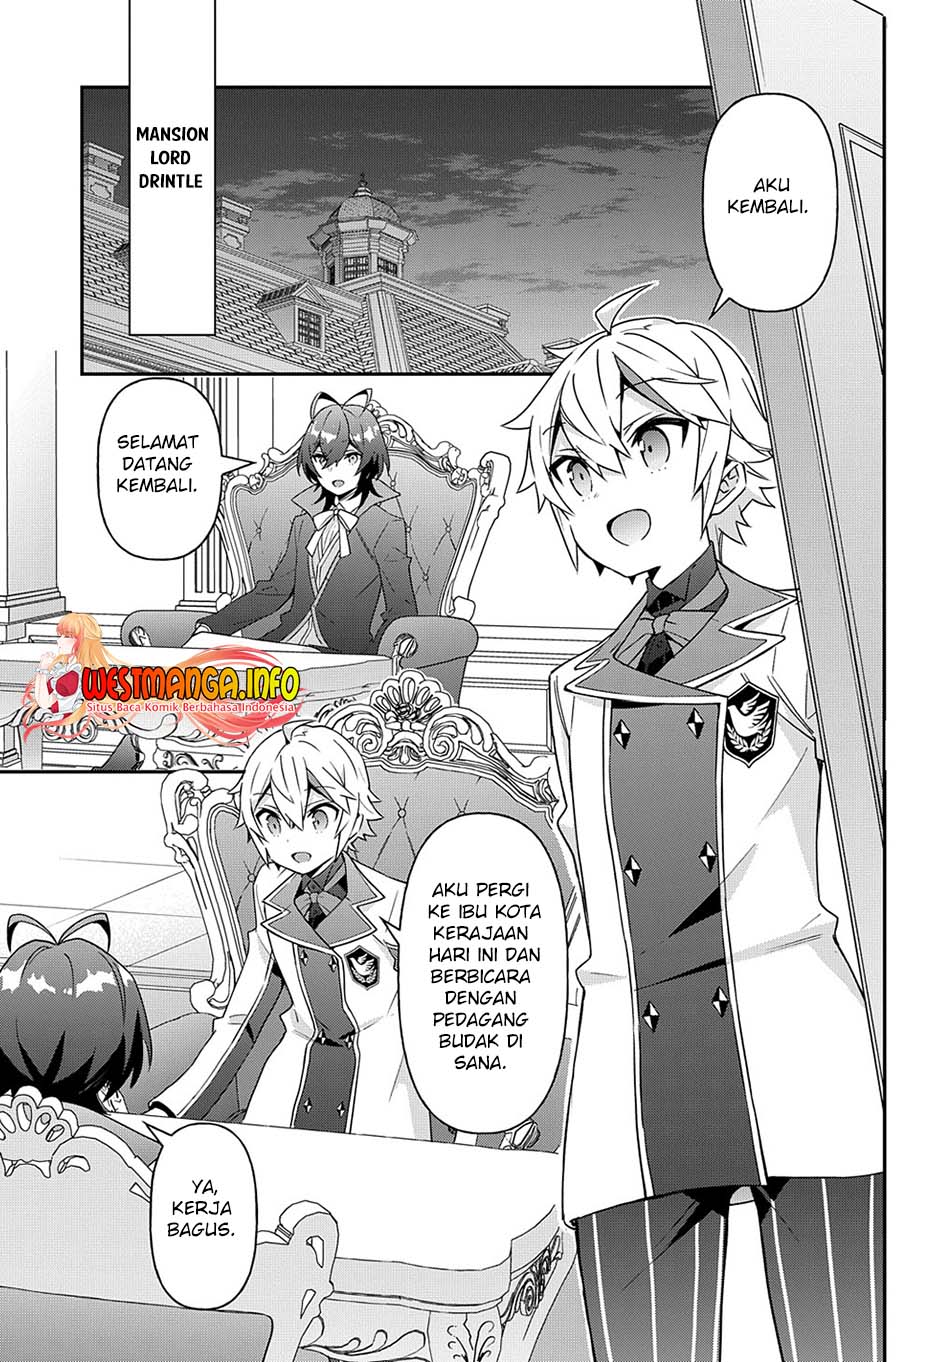 MANSION
LORD
DRINTLE
AKU
KEMBALI.
SELAMAT
DATANG
KEMBALI.
WESTMANGA.INFO
Situs Baca Komik Berbahasa Indonesia
AKU PERGI
KE IBU KOTA
KERAJAAN
HARI INI DAN
BERBICARA
DENGAN
PEDAGANG
BUDAK DI
SANA.
YA,
KERJA
BAGUS.